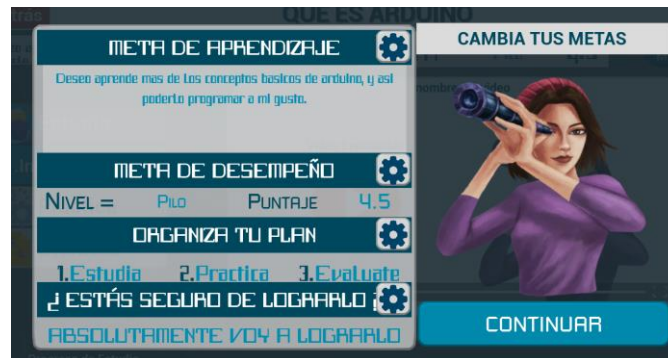 QUE ES ARDUINO
META DE APRENDIZAJE
Deseo aprende mas de los conceptos basicos de arduino, y asi
poderlo programar a mi gusto.
META DE DESEMPEÑO
NIVEL = PILO PUNTAJE 4.5
ORGANIZA TU PLAN
1.Estudia 2.Practica 3.Evaluate
¿ ESTÁS SEGURO DE LOGRARLO ¡
ABSOLUTAMENTE VOY A LOGRARLO
CAMBIA TUS METAS
CONTINUAR